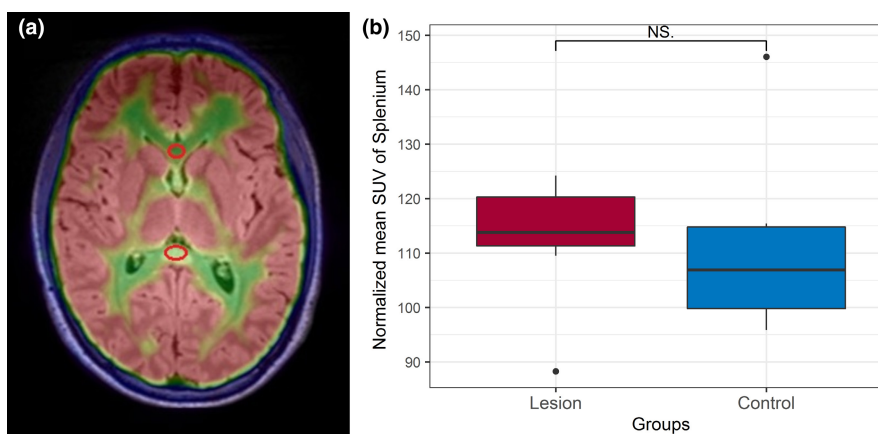 (a)
(b)
Normalized mean SUV of Splenium
150
140
130
120
110
100
90
NS.
Lesion
Control
Groups